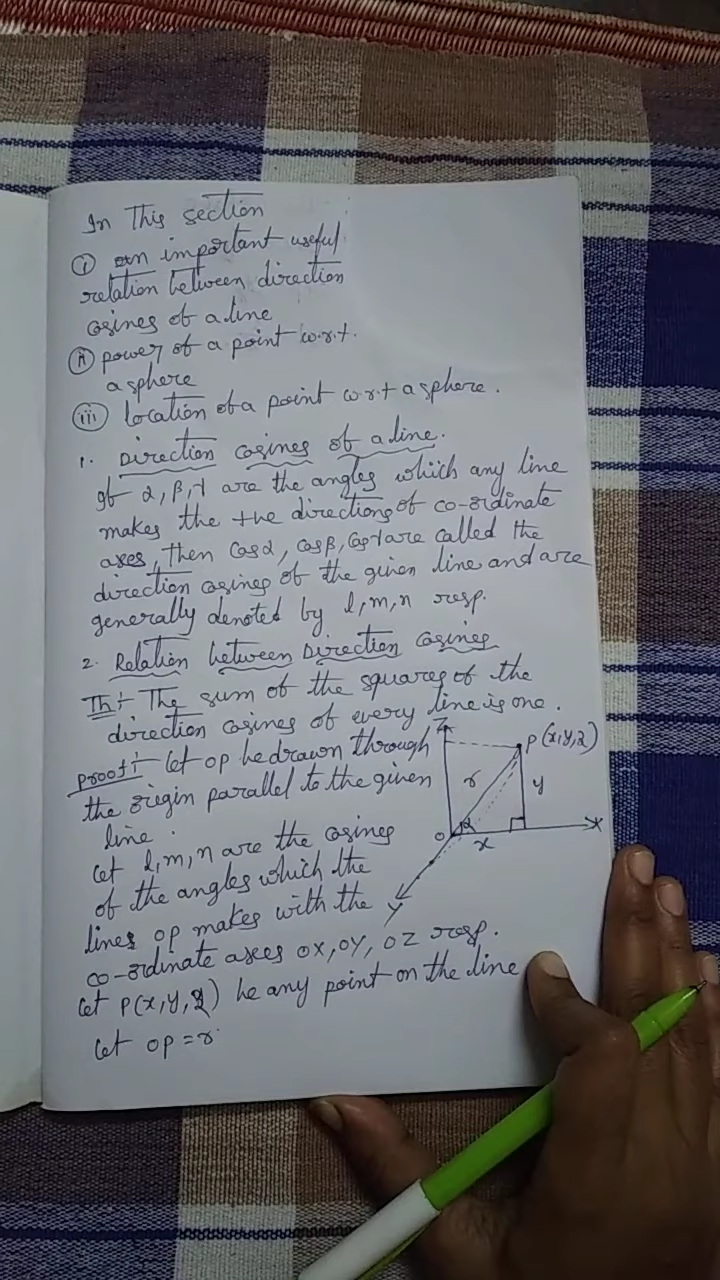 In This section
(i) an important useful
relation between direction
cosines of a line
(ii) power of a point w.r.t.
a sphere
(iii) location of a point w.r.t a sphere.
1. Direction cosines of a line.
If α, β, γ are the angles which any line
makes the +ve directions of co-ordinate
axes, then cosα, cosβ, cosγ are called the
direction cosines of the given line and are
generally denoted by l, m, n resp.
2. Relation between Direction cosines
Th:- The sum of the squares of the
direction cosines of every line is one.
Proof:- Let op be drawn through
the origin parallel to the given
line.
Let l, m, n are the cosines
of the angles which the
lines op makes with the
co-ordinate axes OX, OY, OZ resp.
Let P(x, y, z) be any point on the line
Let OP = r
Z
P(x, y, z)
r
y
O
α
x
X
Y